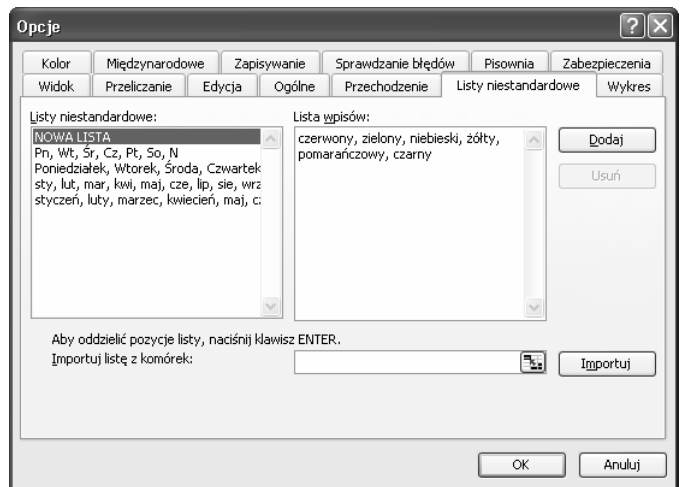 Opcje
Kolor Międzynarodowe Zapisywanie Sprawdzanie błędów Pisownia Zabezpieczenia
Widok Przeliczanie Edycja Ogólne Przechodzenie Listy niestandardowe Wykres
Listy niestandardowe:
NOWA LISTA
Pn, Wt, Śr, Cz, Pt, So, N
Poniedziałek, Wtorek, Środa, Czwartek
sty, lut, mar, kwi, maj, cze, lip, sie, wrz
styczeń, luty, marzec, kwiecień, maj, cz
Lista wpisów:
czerwony, zielony, niebieski, żółty,
pomarańczowy, czarny
Dodaj
Usuń
Aby oddzielić pozycje listy, naciśnij klawisz ENTER.
Importuj listę z komórek:
Importuj
OK Anuluj